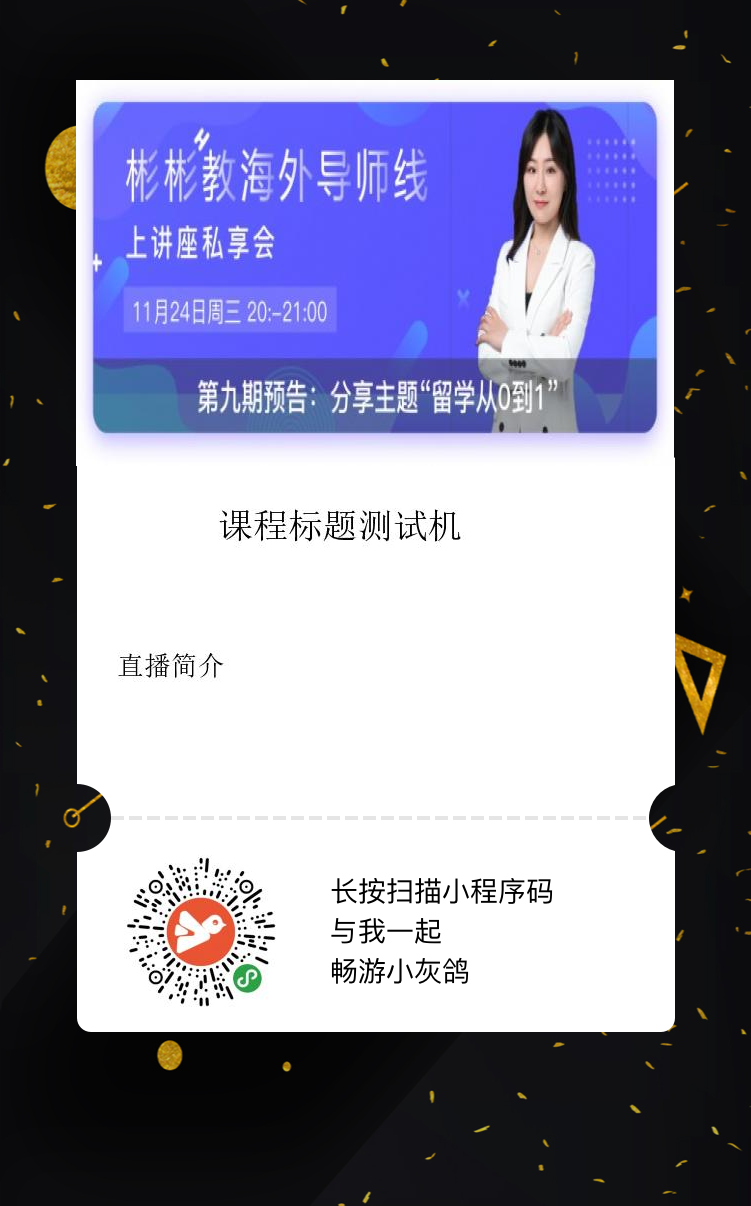 彬彬教海外导师线
上讲座私享会
11月24日周三 20:-21:00
第九期预告：分享主题“留学从0到1”
课程标题测试机
直播简介
长按扫描小程序码
与我一起
畅游小灰鸽